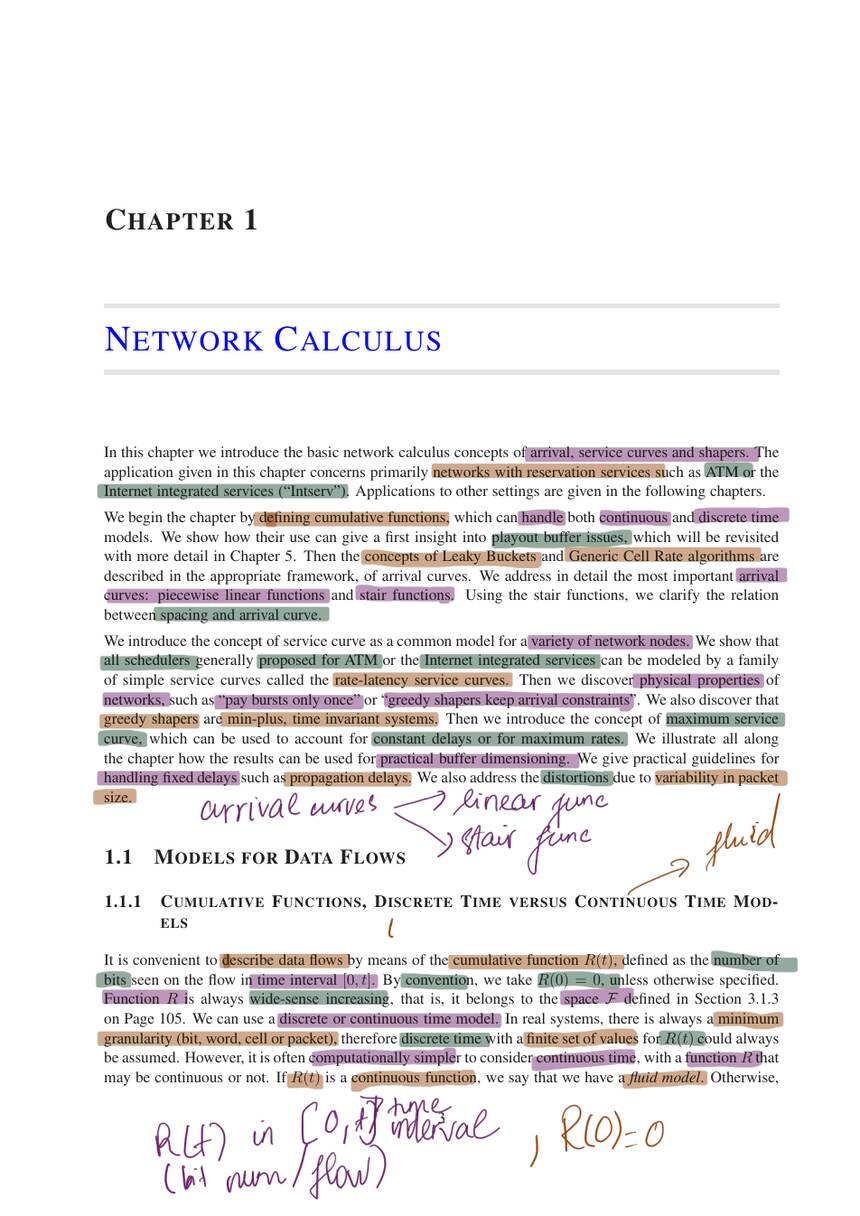 CHAPTER 1
NETWORK CALCULUS
In this chapter we introduce the basic network calculus concepts of arrival, service curves and shapers. The
application given in this chapter concerns primarily networks with reservation services such as ATM or the
Internet integrated services (“Intserv”). Applications to other settings are given in the following chapters.
We begin the chapter by defining cumulative functions, which can handle both continuous and discrete time
models. We show how their use can give a first insight into playout buffer issues, which will be revisited
with more detail in Chapter 5. Then the concepts of Leaky Buckets and Generic Cell Rate algorithms are
described in the appropriate framework, of arrival curves. We address in detail the most important arrival
curves: piecewise linear functions and stair functions. Using the stair functions, we clarify the relation
between spacing and arrival curve.
We introduce the concept of service curve as a common model for a variety of network nodes. We show that
all schedulers generally proposed for ATM or the Internet integrated services can be modeled by a family
of simple service curves called the rate-latency service curves. Then we discover physical properties of
networks, such as “pay bursts only once” or “greedy shapers keep arrival constraints”. We also discover that
greedy shapers are min-plus, time invariant systems. Then we introduce the concept of maximum service
curve, which can be used to account for constant delays or for maximum rates. We illustrate all along
the chapter how the results can be used for practical buffer dimensioning. We give practical guidelines for
handling fixed delays such as propagation delays. We also address the distortions due to variability in packet
size.
arrival curves → linear func
→ stair func
fluid
1.1 MODELS FOR DATA FLOWS
1.1.1 CUMULATIVE FUNCTIONS, DISCRETE TIME VERSUS CONTINUOUS TIME MOD-
ELS
It is convenient to describe data flows by means of the cumulative function R(t), defined as the number of
bits seen on the flow in time interval [0, t]. By convention, we take R(0) = 0, unless otherwise specified.
Function R is always wide-sense increasing, that is, it belongs to the space F defined in Section 3.1.3
on Page 105. We can use a discrete or continuous time model. In real systems, there is always a minimum
granularity (bit, word, cell or packet), therefore discrete time with a finite set of values for R(t) could always
be assumed. However, it is often computationally simpler to consider continuous time, with a function R that
may be continuous or not. If R(t) is a continuous function, we say that we have a fluid model. Otherwise,
3
R(t) in [0, t] time interval , R(0)=0
(bit num / flow)